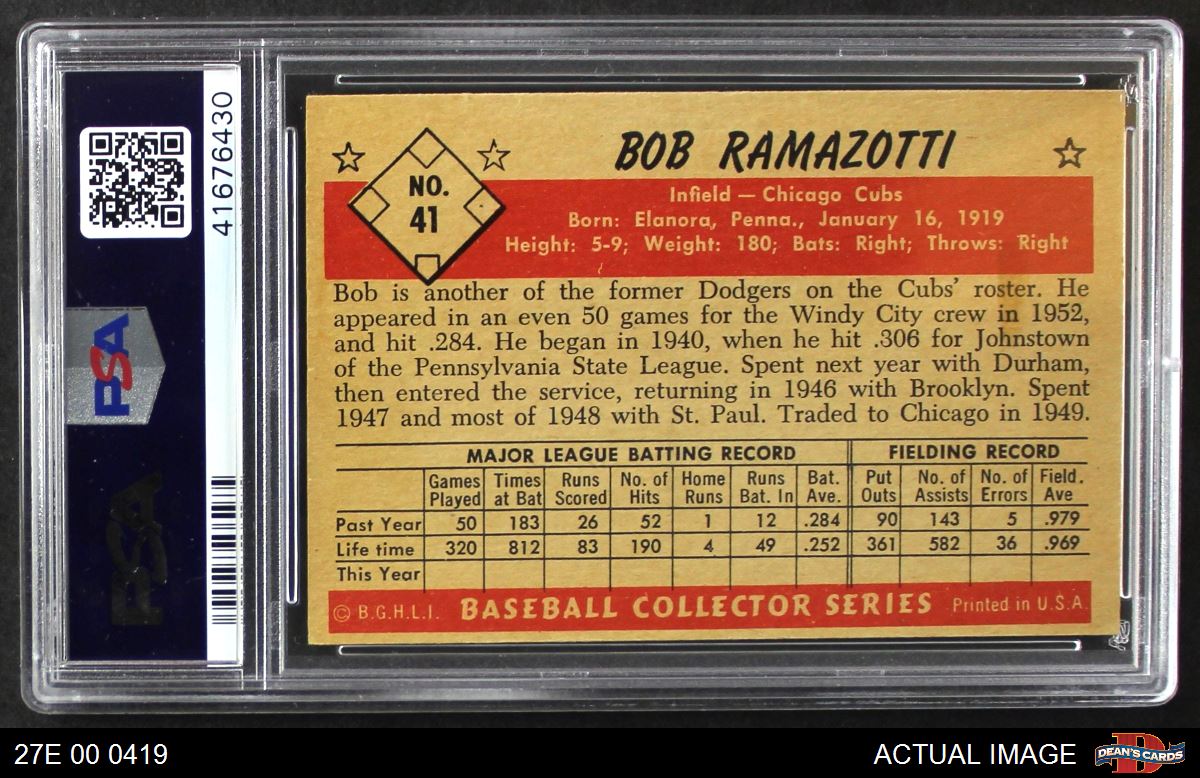 41676430
PSA
PSA
NO.
41
BOB RAMAZOTTI
Infield — Chicago Cubs
Born: Elanora, Penna., January 16, 1919
Height: 5-9; Weight: 180; Bats: Right; Throws: Right
Bob is another of the former Dodgers on the Cubs' roster. He
appeared in an even 50 games for the Windy City crew in 1952,
and hit .284. He began in 1940, when he hit .306 for Johnstown
of the Pennsylvania State League. Spent next year with Durham,
then entered the service, returning in 1946 with Brooklyn. Spent
1947 and most of 1948 with St. Paul. Traded to Chicago in 1949.
MAJOR LEAGUE BATTING RECORD FIELDING RECORD
Games Times Runs No. of Home Runs Bat. Put No. of No. of Field.
Played at Bat Scored Hits Runs Bat. In Ave. Outs Assists Errors Ave
Past Year 50 183 26 52 1 12 .284 90 143 5 .979
Life time 320 812 83 190 4 49 .252 361 582 36 .969
This Year
© B.G.H.L.I. BASEBALL COLLECTOR SERIES Printed in U.S.A.
27E 00 0419
ACTUAL IMAGE
D
DEAN'S CARDS